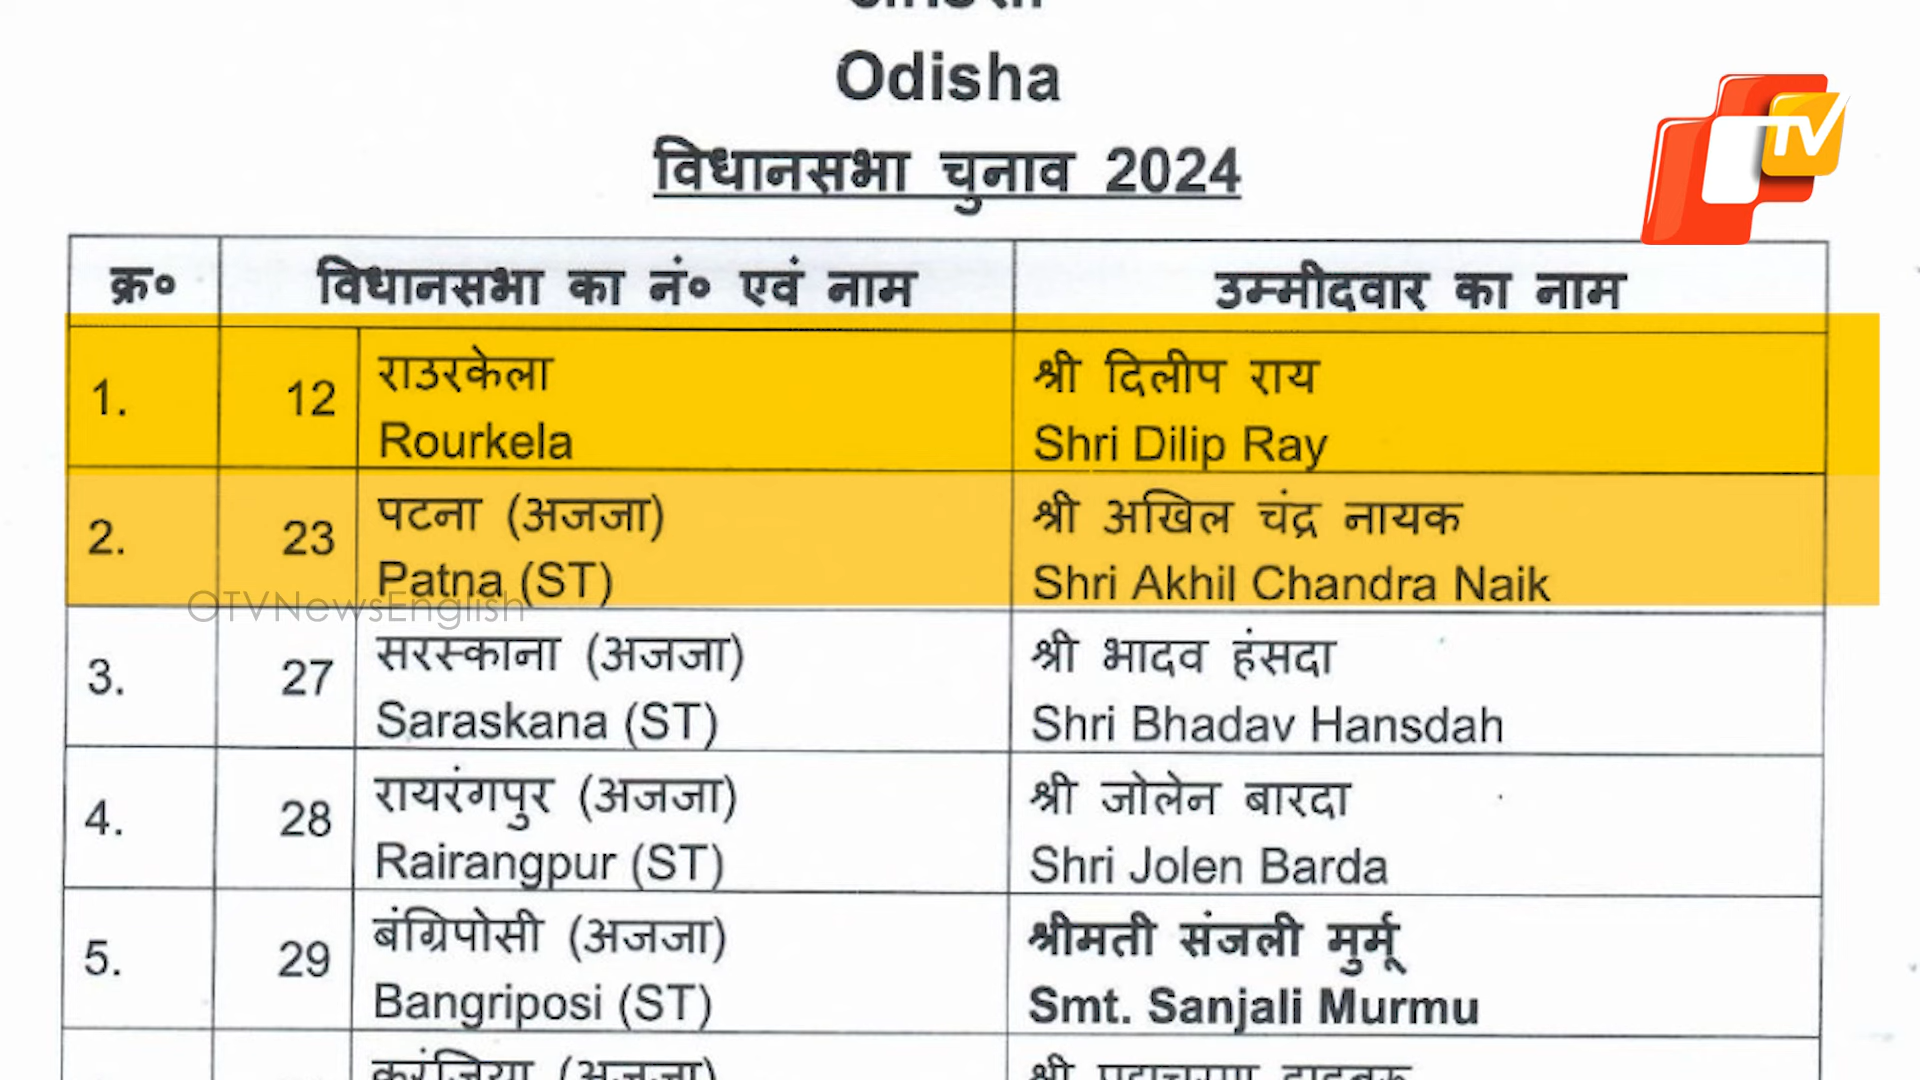 Odisha
विधानसभा चुनाव 2024
TV
क्र० विधानसभा का नं० एवं नाम उम्मीदवार का नाम
1. 12 राउरकेला श्री दिलीप राय
Rourkela Shri Dilip Ray
2. 23 पटना (अजजा) श्री अखिल चंद्र नायक
Patna (ST) Shri Akhil Chandra Naik
OTVNewsEnglish
3. 27 सरस्काना (अजजा) श्री भादव हंसदा
Saraskana (ST) Shri Bhadav Hansdah
4. 28 रायरंगपुर (अजजा) श्री जोलेन बारदा
Rairangpur (ST) Shri Jolen Barda
5. 29 बंग्रिपोसी (अजजा) श्रीमती संजली मुर्मू
Bangriposi (ST) Smt. Sanjali Murmu